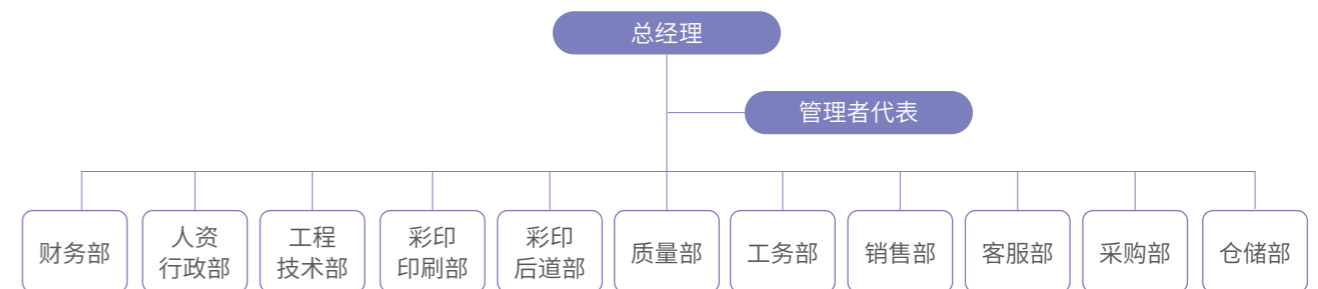 总经理
管理者代表
财务部
人资
行政部
工程
技术部
彩印
印刷部
彩印
后道部
质量部
工务部
销售部
客服部
采购部
仓储部